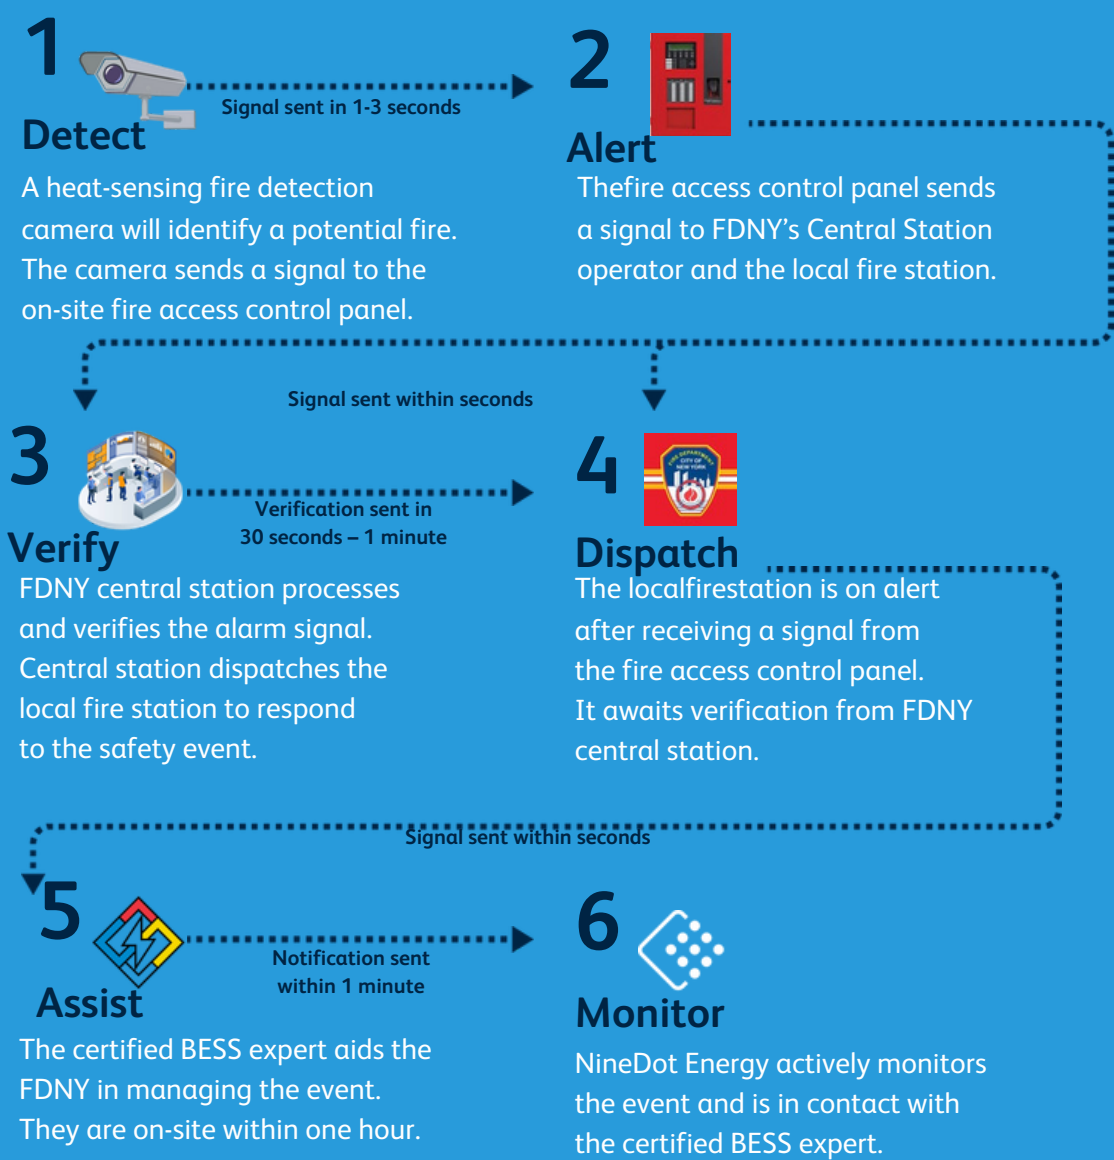 1
Detect
Signal sent in 1-3 seconds
A heat-sensing fire detection
camera will identify a potential fire.
The camera sends a signal to the
on-site fire access control panel.
2
Alert
Thefire access control panel sends
a signal to FDNY’s Central Station
operator and the local fire station.
Signal sent within seconds
3
Verify
Verification sent in
30 seconds – 1 minute
FDNY central station processes
and verifies the alarm signal.
Central station dispatches the
local fire station to respond
to the safety event.
4
FIRE DEPARTMENT
CITY OF
NEW YORK
Dispatch
The localfirestation is on alert
after receiving a signal from
the fire access control panel.
It awaits verification from FDNY
central station.
Signal sent within seconds
5
Assist
Notification sent
within 1 minute
The certified BESS expert aids the
FDNY in managing the event.
They are on-site within one hour.
6
Monitor
NineDot Energy actively monitors
the event and is in contact with
the certified BESS expert.